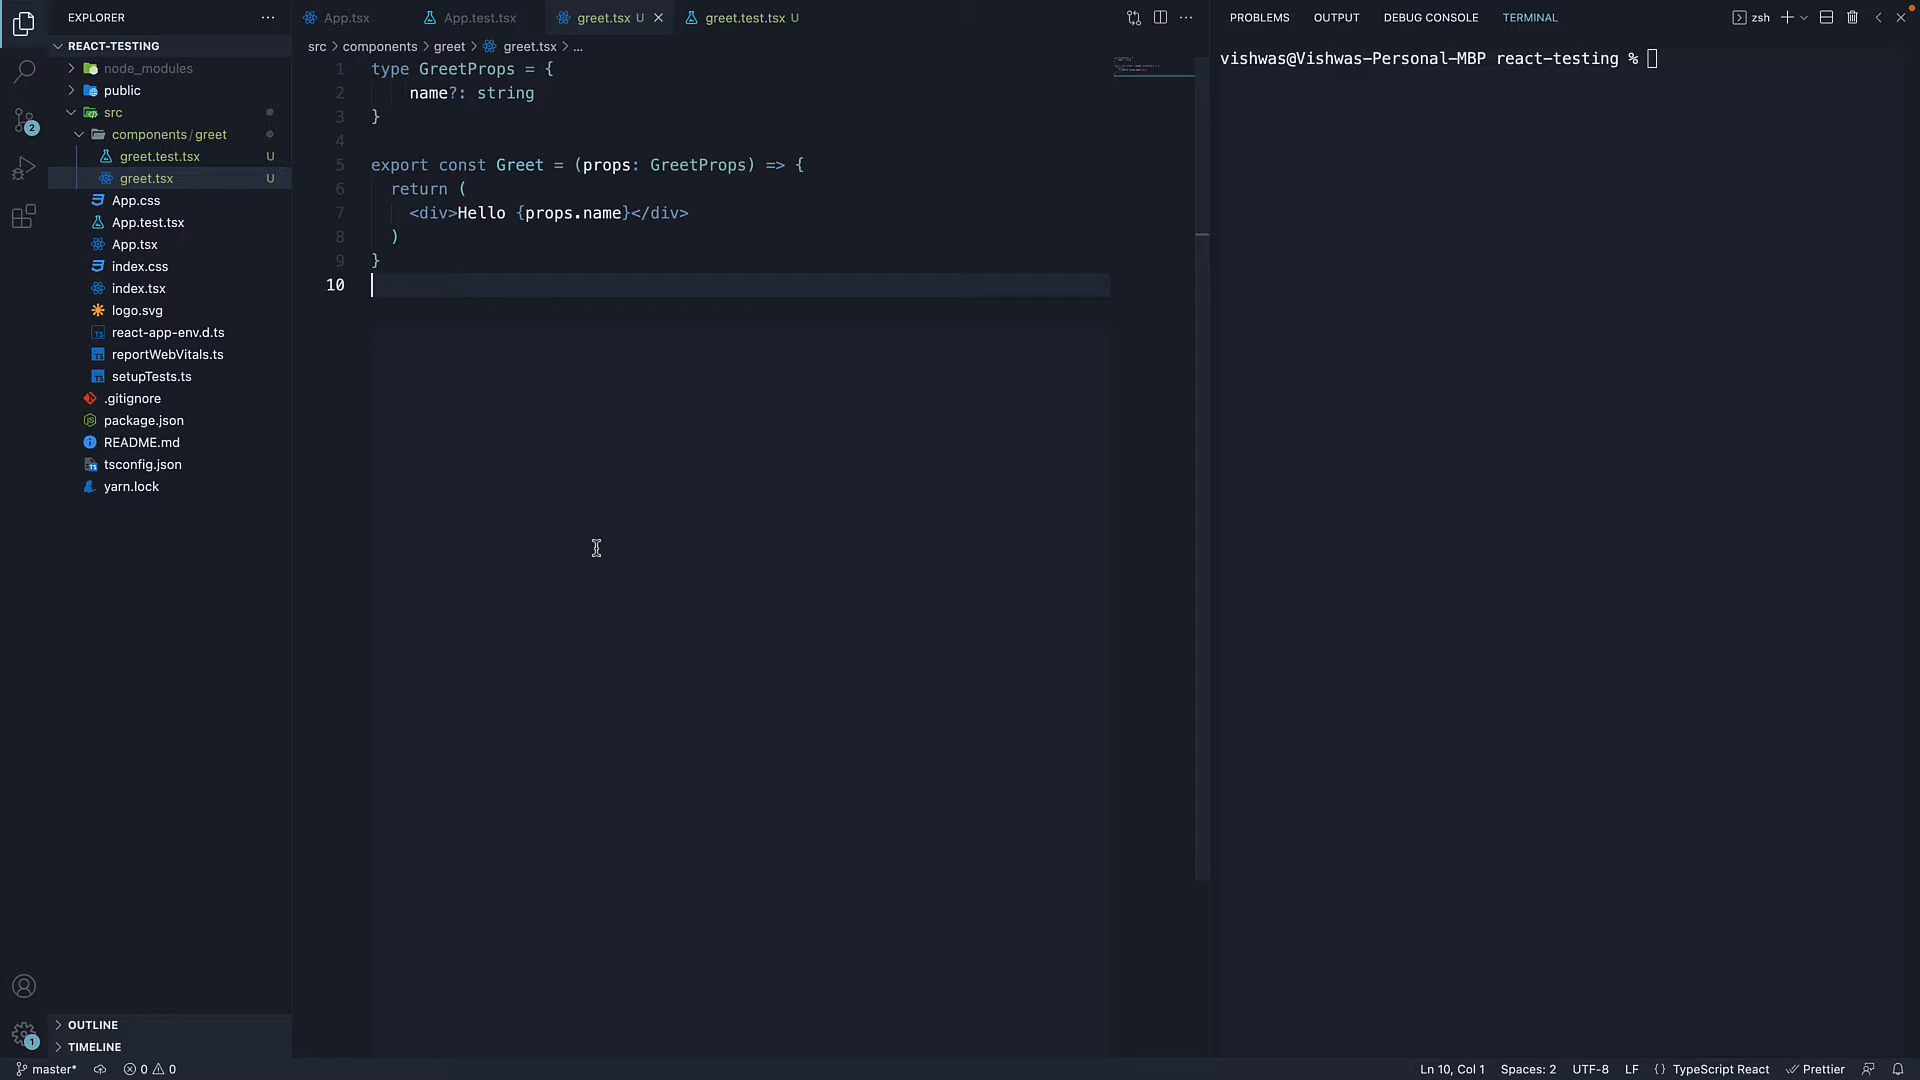 EXPLORER
REACT-TESTING
node_modules
public
src
components/greet
greet.test.tsx U
greet.tsx U
App.css
App.test.tsx
App.tsx
index.css
index.tsx
logo.svg
react-app-env.d.ts
reportWebVitals.ts
setupTests.ts
.gitignore
package.json
README.md
tsconfig.json
yarn.lock
OUTLINE
TIMELINE
2
1
App.tsx App.test.tsx greet.tsx U greet.test.tsx U
src > components > greet > greet.tsx > ...
1 type GreetProps = {
2 name?: string
3 }
4
5 export const Greet = (props: GreetProps) => {
6 return (
7 <div>Hello {props.name}</div>
8 )
9 }
10
PROBLEMS OUTPUT DEBUG CONSOLE TERMINAL zsh
vishwas@Vishwas-Personal-MBP react-testing %
master* 0 0 Ln 10, Col 1 Spaces: 2 UTF-8 LF {} TypeScript React Prettier